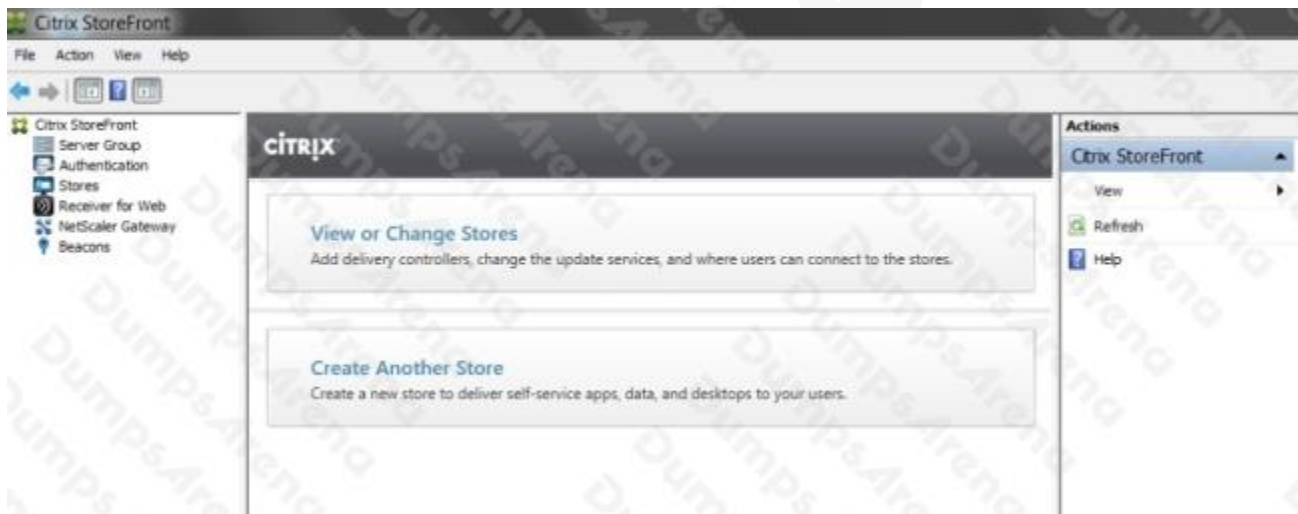 Citrix StoreFront
File Action View Help
Citrix StoreFront
Server Group
Authentication
Stores
Receiver for Web
NetScaler Gateway
Beacons
CİTRIX
View or Change Stores
Add delivery controllers, change the update services, and where users can connect to the stores.
Create Another Store
Create a new store to deliver self-service apps, data, and desktops to your users.
Actions
Citrix StoreFront
View
Refresh
Help
DumpsArena